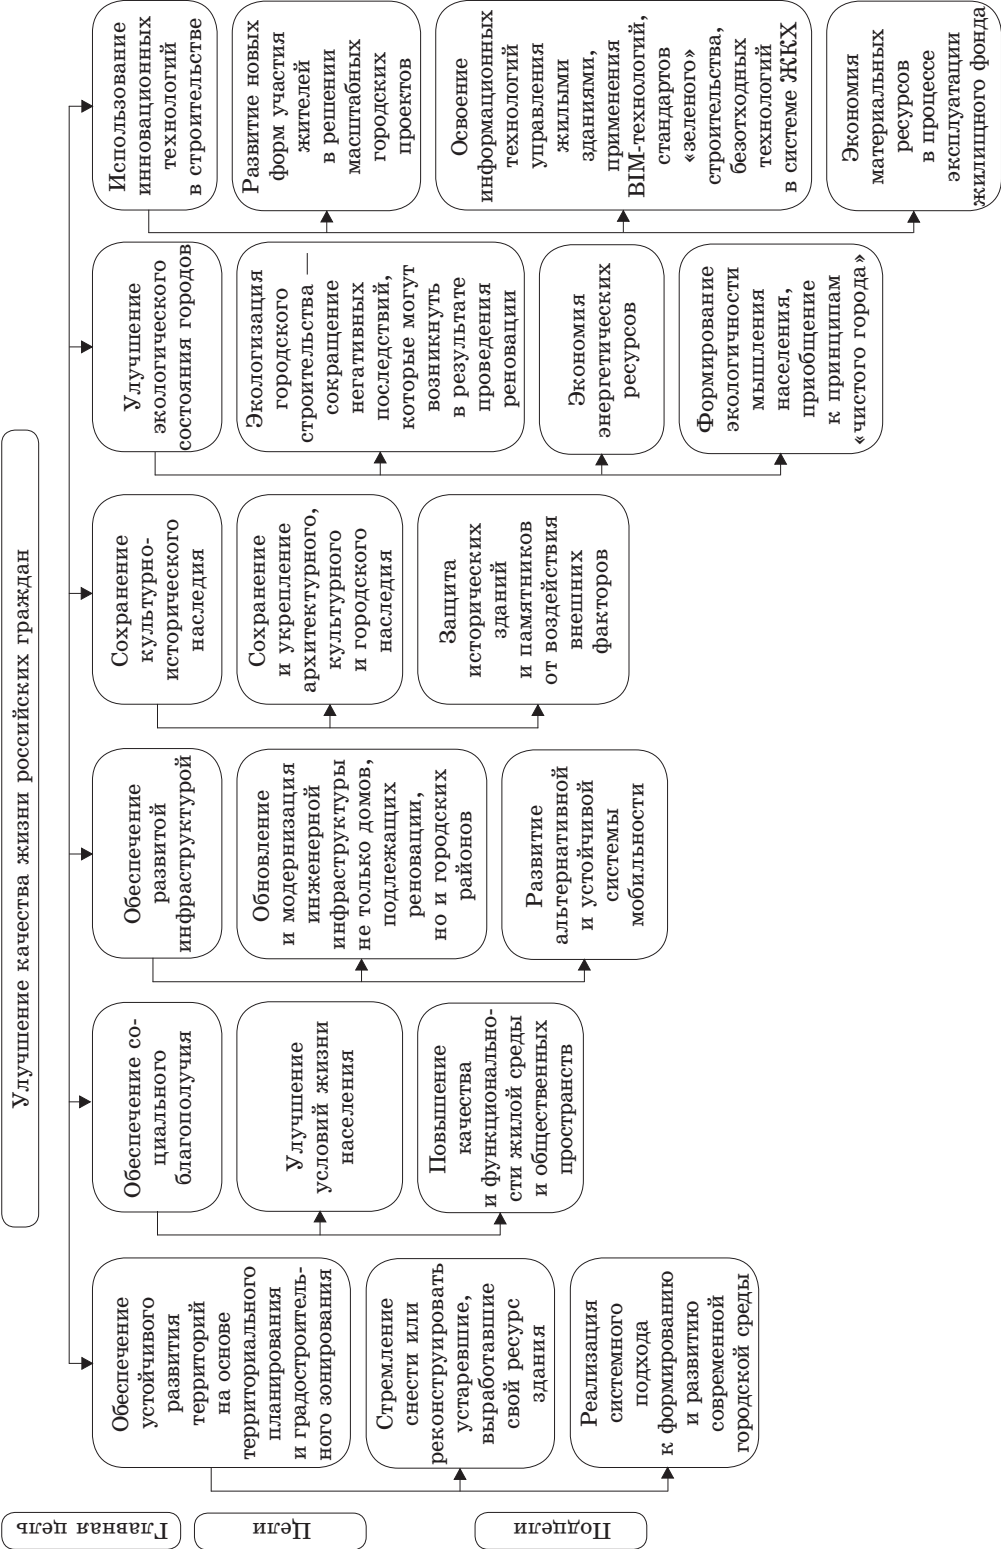 Главная цель
Улучшение качества жизни российских граждан
Цели
Обеспечение
устойчивого
развития
территорий
на основе
территориального
планирования
и градостроитель-
ного зонирования
Обеспечение со-
циального
благополучия
Обеспечение
развитой
инфраструктурой
Сохранение
культурно-
исторического
наследия
Улучшение
экологического
состояния городов
Использование
инновационных
технологий
в строительстве
Подцели
Стремление
снести или
реконструировать
устаревшие,
выработавшие
свой ресурс
здания
Реализация
системного
подхода
к формированию
и развитию
современной
городской среды
Улучшение
условий жизни
населения
Повышение
качества
и функционально-
сти жилой среды
и общественных
пространств
Обновление
и модернизация
инженерной
инфраструктуры
не только домов,
подлежащих
реновации,
но и городских
районов
Развитие
альтернативной
и устойчивой
системы
мобильности
Сохранение
и укрепление
архитектурного,
культурного
и городского
наследия
Защита
исторических
зданий
и памятников
от воздействия
внешних
факторов
Экологизация
городского
строительства —
сокращение
негативных
последствий,
которые могут
возникнуть
в результате
проведения
реновации
Экономия
энергетических
ресурсов
Формирование
экологичности
мышления
населения,
приобщение
к принципам
«чистого города»
Развитие новых
форм участия
жителей
в решении
масштабных
городских
проектов
Освоение
информационных
технологий
управления
жилыми
зданиями,
применения
BIM-технологий,
стандартов
«зеленого»
строительства,
безотходных
технологий
в системе ЖКХ
Экономия
материальных
ресурсов
в процессе
эксплуатации
жилищного фонда